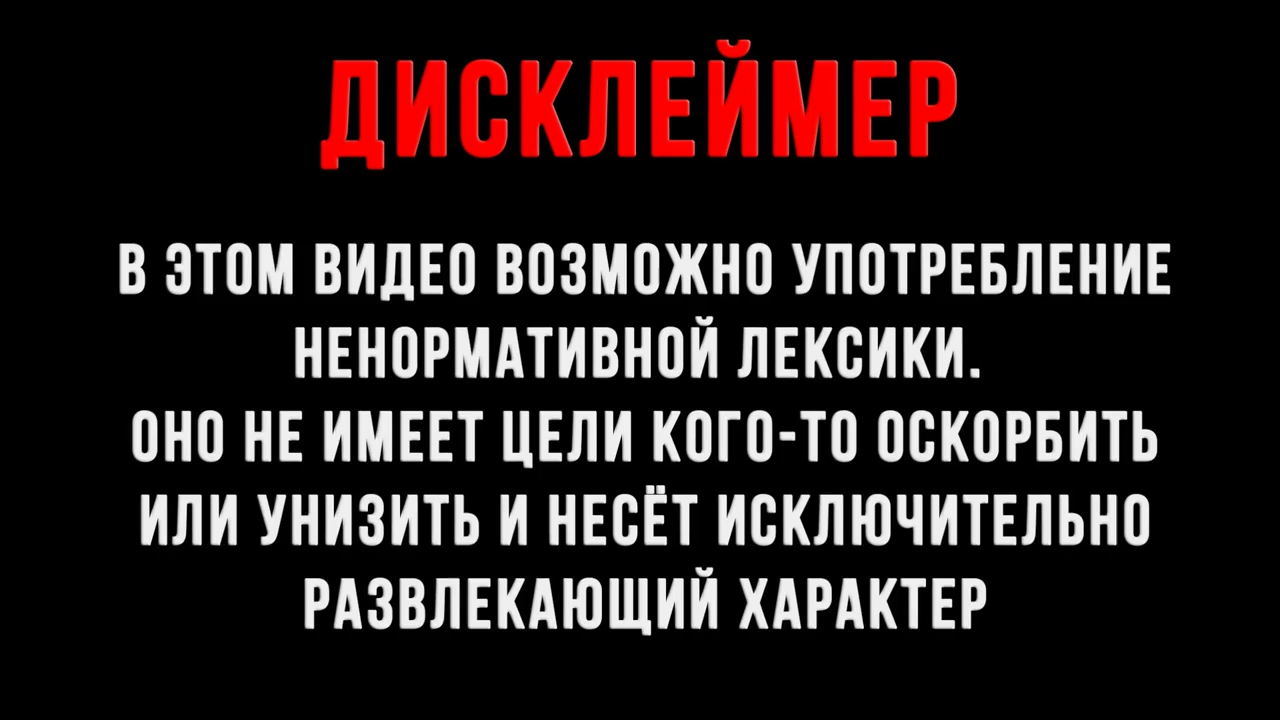 ДИСКЛЕЙМЕР
В ЭТОМ ВИДЕО ВОЗМОЖНО УПОТРЕБЛЕНИЕ
НЕНОРМАТИВНОЙ ЛЕКСИКИ.
ОНО НЕ ИМЕЕТ ЦЕЛИ КОГО-ТО ОСКОРБИТЬ
ИЛИ УНИЗИТЬ И НЕСЁТ ИСКЛЮЧИТЕЛЬНО
РАЗВЛЕКАЮЩИЙ ХАРАКТЕР